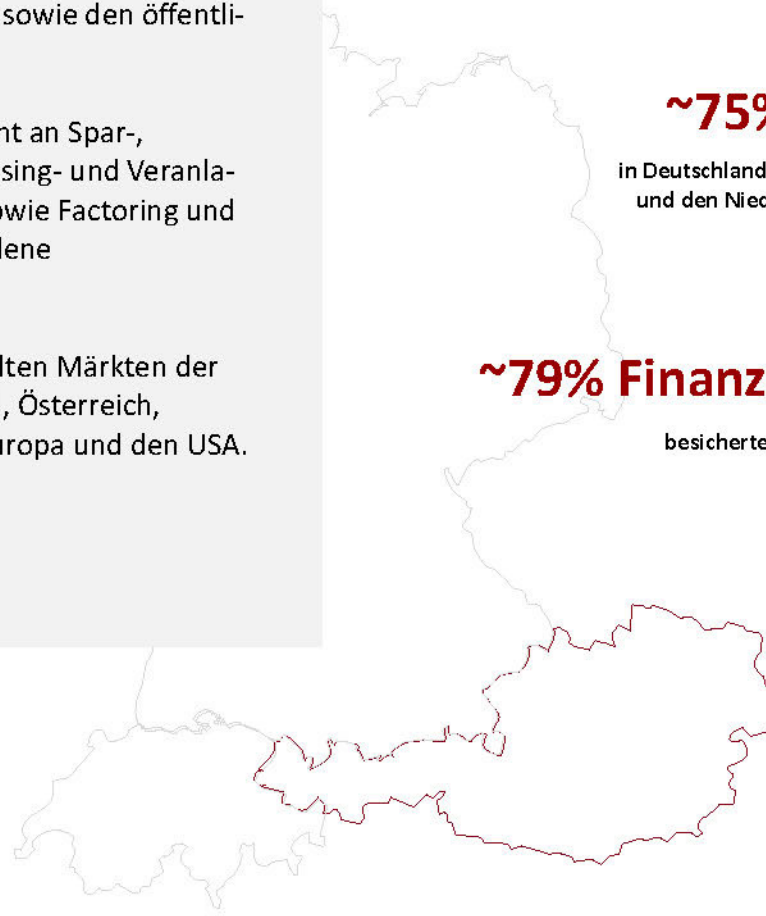 sowie den öffentli-
nt an Spar-,
sing- und Veranla-
owie Factoring und
dene
lten Märkten der
, Österreich,
uropa und den USA.
~75%
in Deutschland
und den Nied
~79% Finanz
besicherte